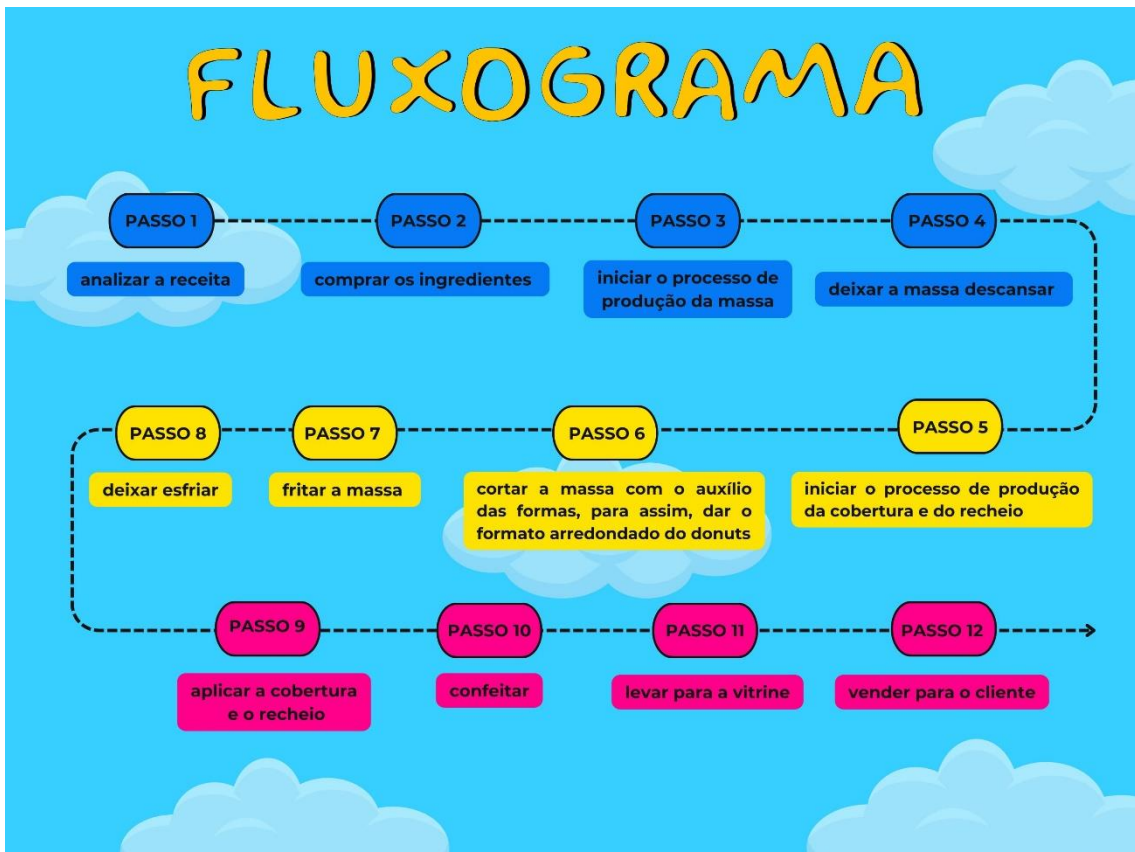 FLUXOGRAMA
PASSO 1
analizar a receita
PASSO 2
comprar os ingredientes
PASSO 3
iniciar o processo de
produção da massa
PASSO 4
deixar a massa descansar
PASSO 5
iniciar o processo de produção
da cobertura e do recheio
PASSO 6
cortar a massa com o auxílio
das formas, para assim, dar o
formato arredondado do donuts
PASSO 7
fritar a massa
PASSO 8
deixar esfriar
PASSO 9
aplicar a cobertura
e o recheio
PASSO 10
confeitar
PASSO 11
levar para a vitrine
PASSO 12
vender para o cliente